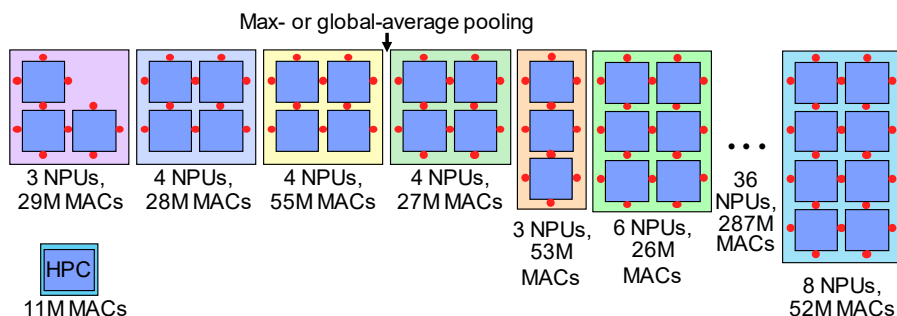 Max- or global-average pooling
3 NPUs,
29M MACs
4 NPUs,
28M MACs
4 NPUs,
55M MACs
4 NPUs,
27M MACs
3 NPUs,
53M
MACs
6 NPUs,
26M
MACs
...
36
NPUs,
287M
MACs
8 NPUs,
52M MACs
HPC
11M MACs